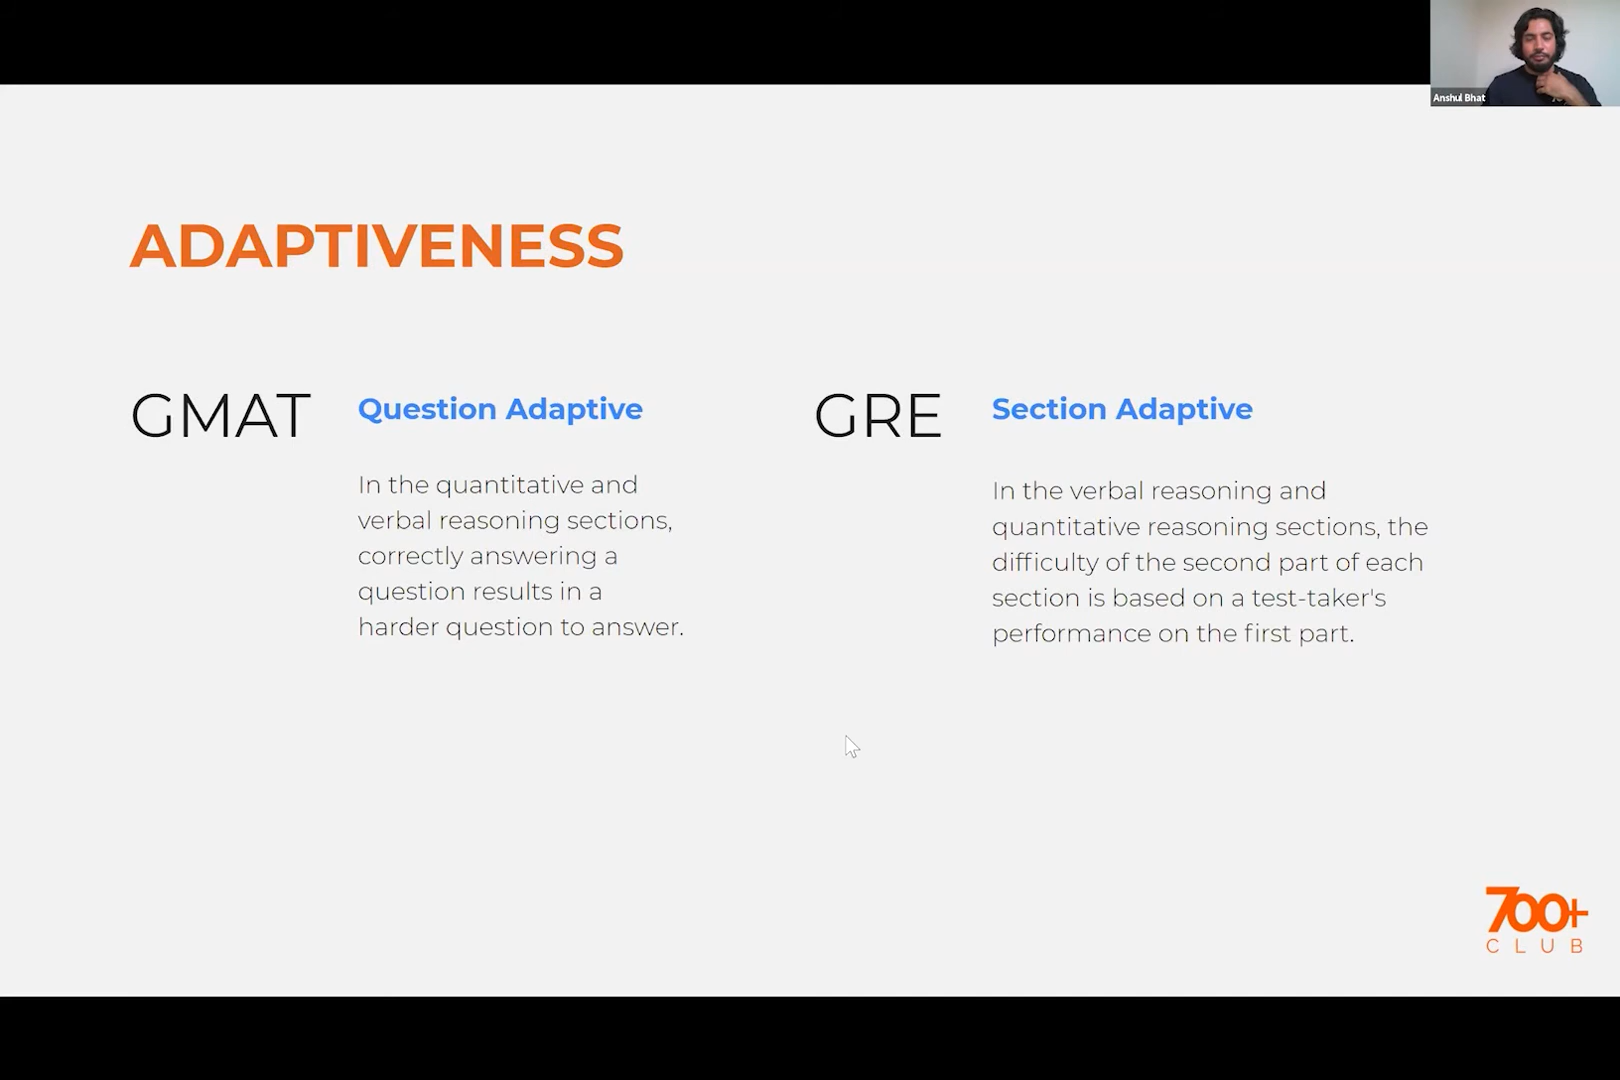 Anshul Bhat
ADAPTIVENESS
GMAT
Question Adaptive
In the quantitative and
verbal reasoning sections,
correctly answering a
question results in a
harder question to answer.
GRE
Section Adaptive
In the verbal reasoning and
quantitative reasoning sections, the
difficulty of the second part of each
section is based on a test-taker's
performance on the first part.
700+
CLUB